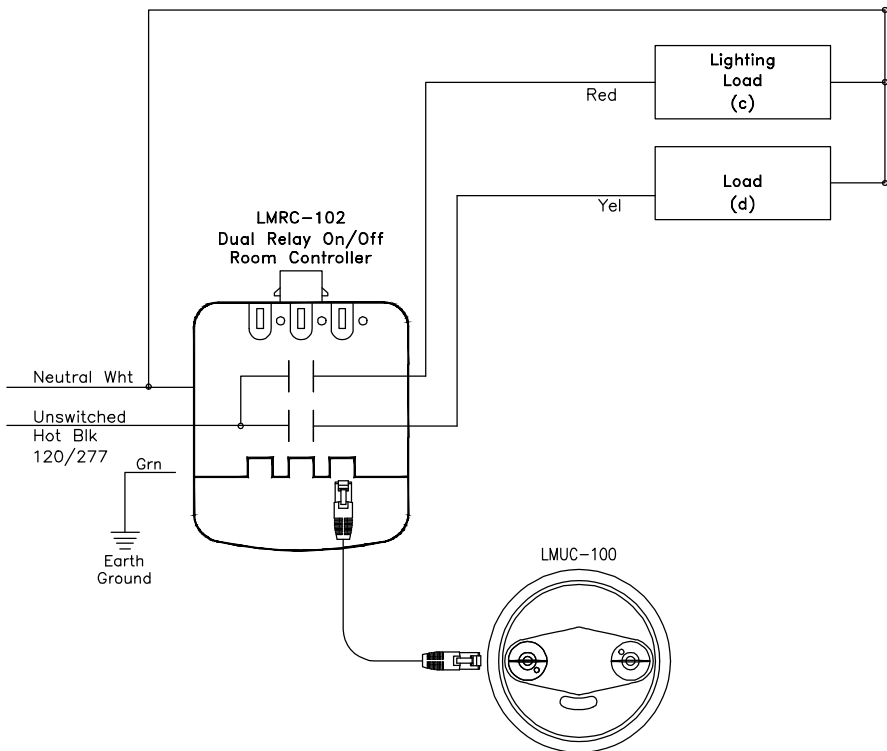 Lighting
Load
(c)
Red
Load
(d)
Yel
LMRC-102
Dual Relay On/Off
Room Controller
Neutral Wht
Unswitched
Hot Blk
120/277
Grn
Earth
Ground
LMUC-100